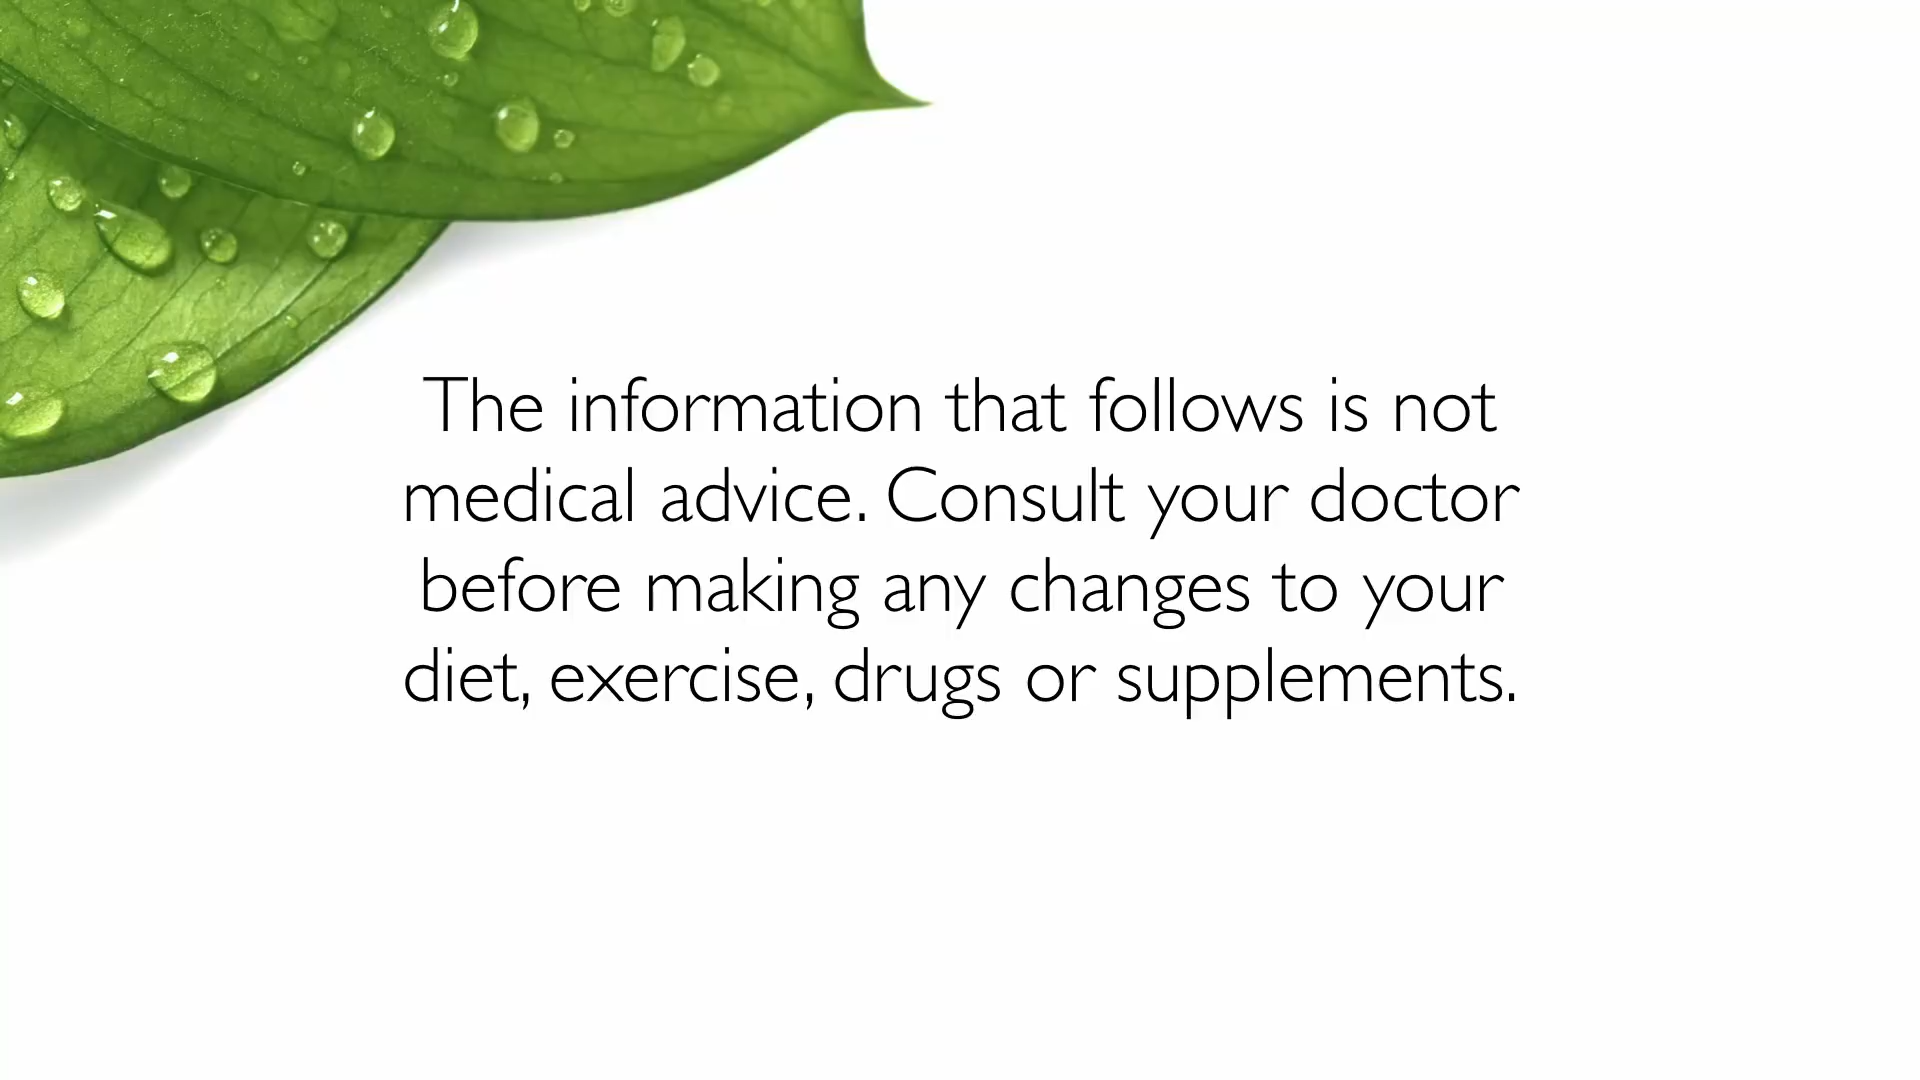 The information that follows is not
medical advice. Consult your doctor
before making any changes to your
diet, exercise, drugs or supplements.